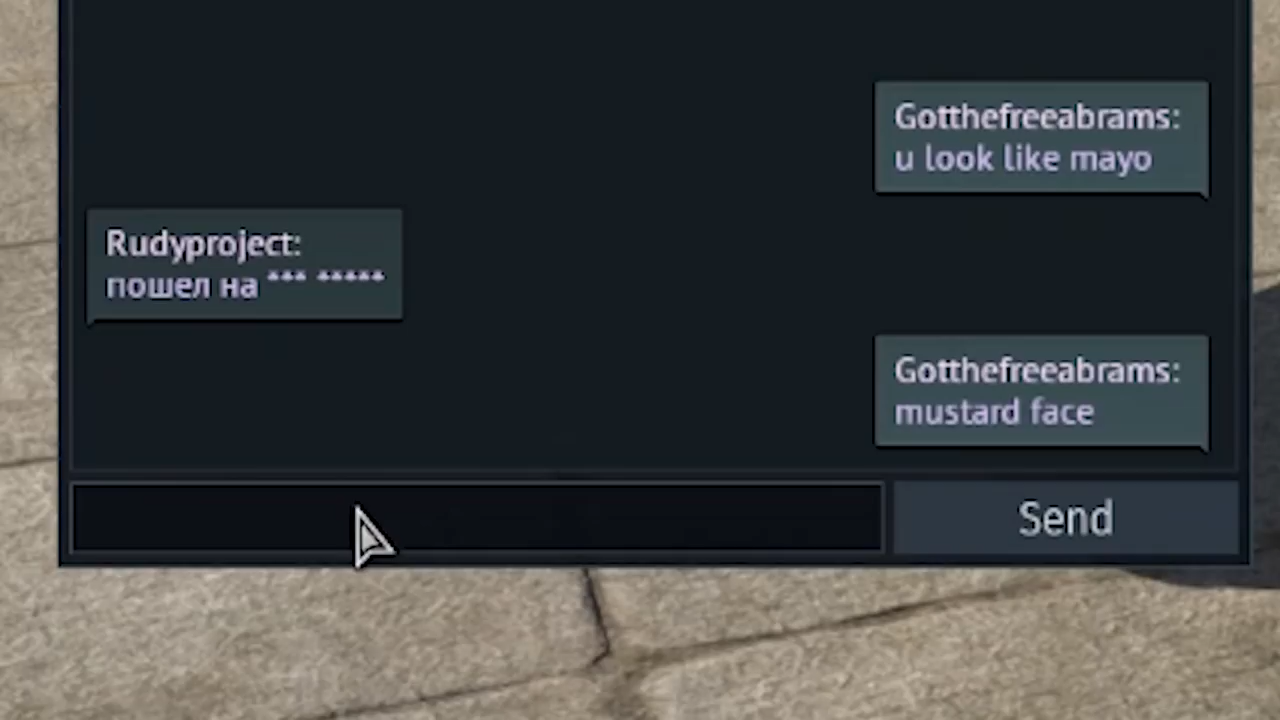 Gotthefreeabrams:
u look like mayo
Rudyproject:
пошел на *** *****
Gotthefreeabrams:
mustard face
Send